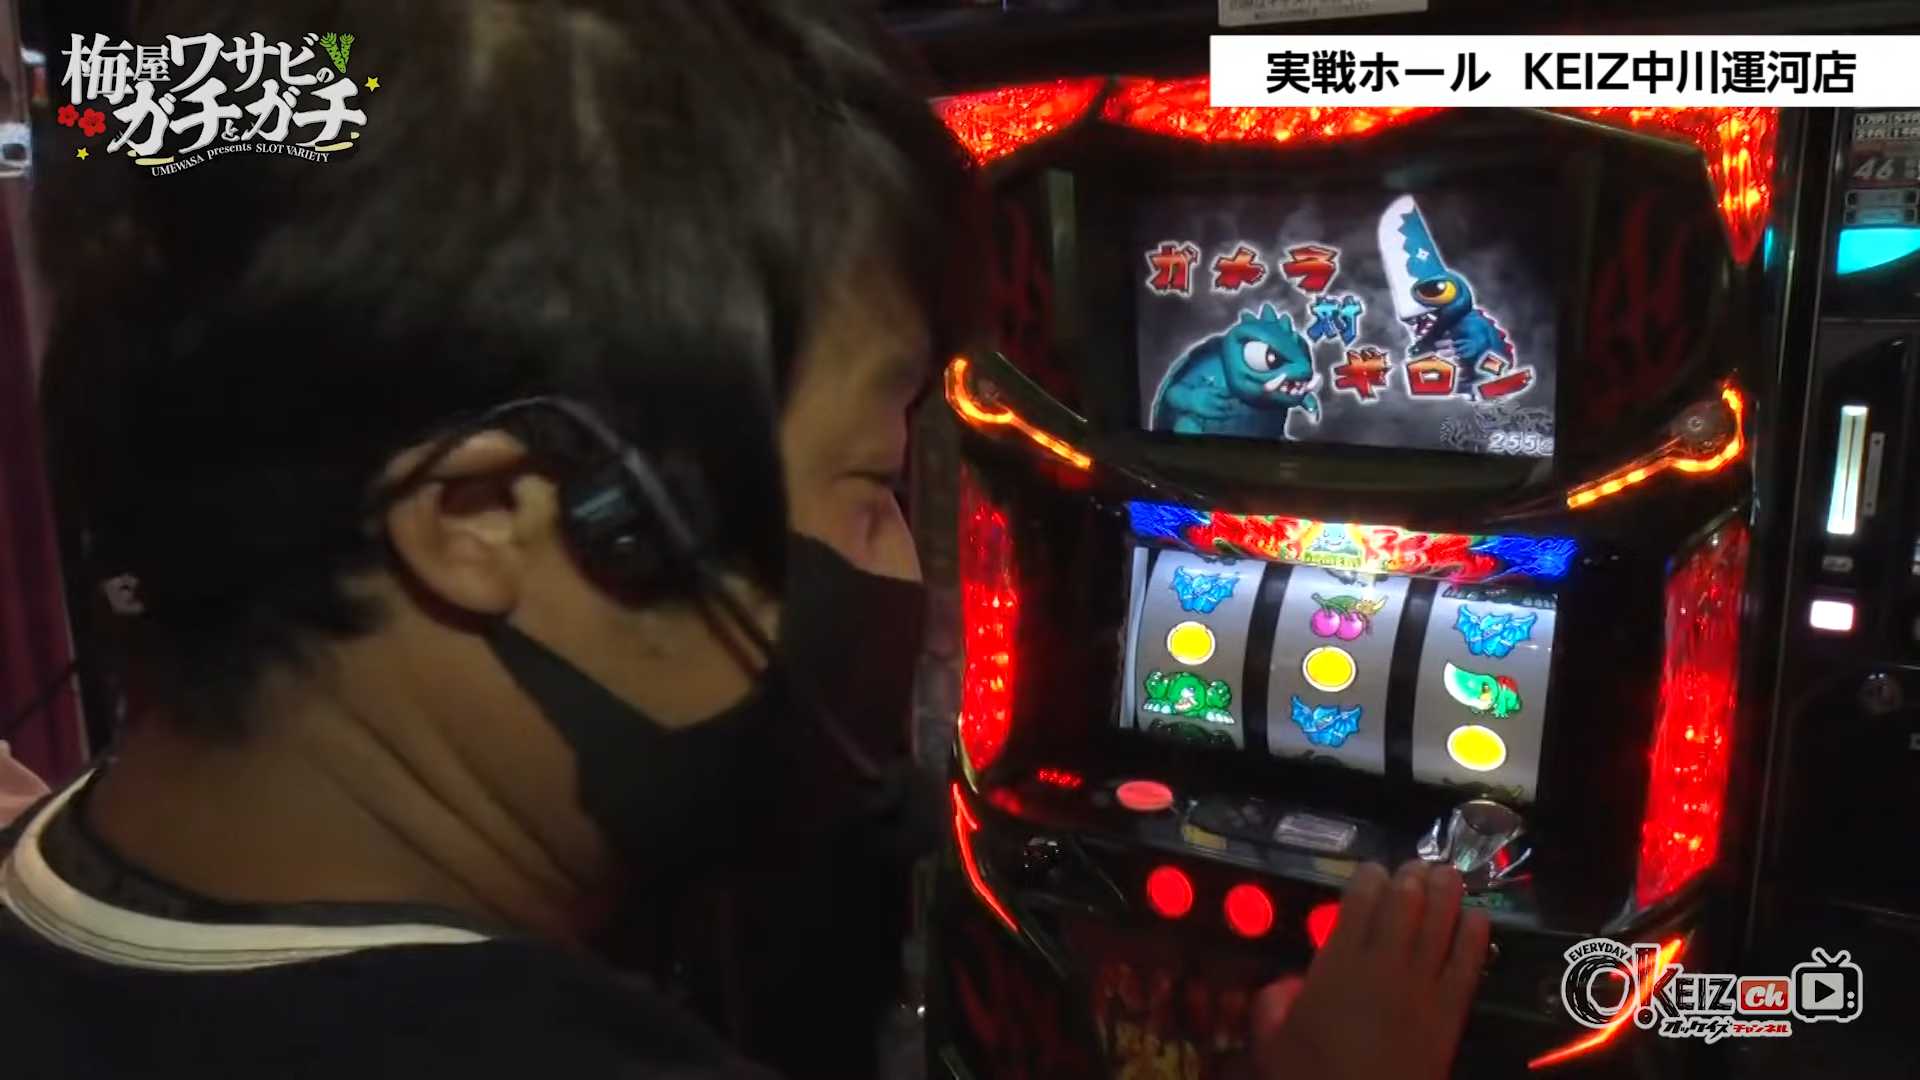 梅屋ワサビの
ガチとガチ
UMEWASA presents SLOT VARIETY
実戦ホール KEIZ中川運河店
46
ガメラ
対
ギロン
255
EVERYDAY
O!KEIZ ch
オッケイズチャンネル